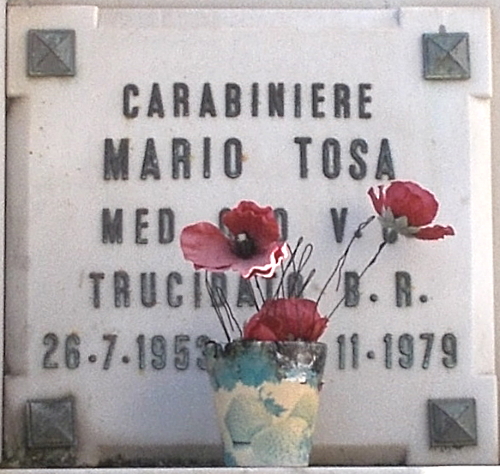 CARABINIERE
MARIO TOSA
MED V.
TRUCIDATO B.R.
26.7.1953 11.1979